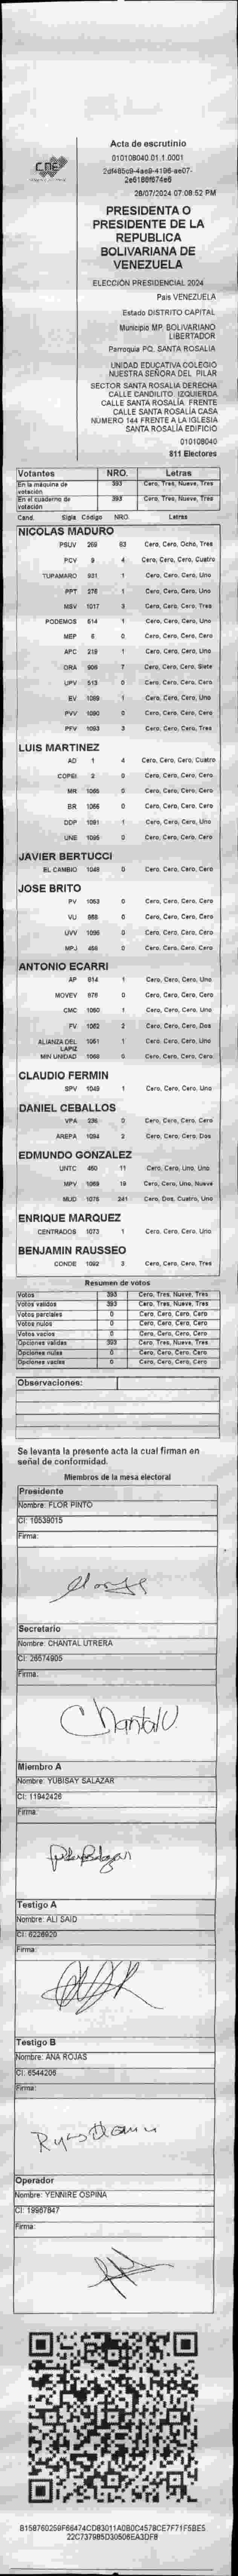 CNE
Acta de escrutinio
010108040.01.1.0001
28/07/2024 07:08:52 PM
PRESIDENTA O
PRESIDENTE DE LA
REPUBLICA
BOLIVARIANA DE
VENEZUELA
ELECCIÓN PRESIDENCIAL 2024
Pais VENEZUELA
Estado DISTRITO CAPITAL
Municipio MP. BOLIVARIANO
LIBERTADOR
Parroquia PQ. SANTA ROSALIA
UNIDAD EDUCATIVA COLEGIO
NUESTRA SEÑORA DEL PILAR
SECTOR SANTA ROSALIA DERECHA
CALLE CANDILITO. IZQUIERDA
CALLE SANTA ROSALIA. FRENTE
CALLE SANTA ROSALIA CASA
NUMERO 144 FRENTE A LA IGLESIA
SANTA ROSALIA EDIFICIO
010108040
811 Electores
Votantes NRO. Letras
En la máquina de votación 393 Cero, Tres, Nueve, Tres
En el cuaderno de votación 393 Cero, Tres, Nueve, Tres
Cand. Sigla Código NRO. Letras
NICOLAS MADURO
PSUV 269 83 Cero, Cero, Ocho, Tres
PCV 9 4 Cero, Cero, Cero, Cuatro
TUPAMARO 931 1 Cero, Cero, Cero, Uno
PPT 376 1 Cero, Cero, Cero, Uno
MSV 1017 3 Cero, Cero, Cero, Tres
PODEMOS 514 1 Cero, Cero, Cero, Uno
MEP 6 0 Cero, Cero, Cero, Cero
APC 219 1 Cero, Cero, Cero, Uno
ORA 906 7 Cero, Cero, Cero, Siete
UPV 513 0 Cero, Cero, Cero, Cero
EV 1089 1 Cero, Cero, Cero, Uno
PVV 1090 0 Cero, Cero, Cero, Cero
PFV 1093 3 Cero, Cero, Cero, Tres
LUIS MARTINEZ
AD 1 4 Cero, Cero, Cero, Cuatro
COPEI 2 0 Cero, Cero, Cero, Cero
MR 1065 0 Cero, Cero, Cero, Cero
BR 1066 0 Cero, Cero, Cero, Cero
DDP 1091 1 Cero, Cero, Cero, Uno
UNE 1095 0 Cero, Cero, Cero, Cero
JAVIER BERTUCCI
EL CAMBIO 1048 0 Cero, Cero, Cero, Cero
JOSE BRITO
PV 1053 0 Cero, Cero, Cero, Cero
VU 868 0 Cero, Cero, Cero, Cero
UVV 1096 0 Cero, Cero, Cero, Cero
MPJ 466 0 Cero, Cero, Cero, Cero
ANTONIO ECARRI
AP 914 1 Cero, Cero, Cero, Uno
MOVEV 678 0 Cero, Cero, Cero, Cero
CMC 1060 1 Cero, Cero, Cero, Uno
FV 1062 2 Cero, Cero, Cero, Dos
ALIANZA DEL LAPIZ 1061 1 Cero, Cero, Cero, Uno
MIN UNIDAD 1068 0 Cero, Cero, Cero, Cero
CLAUDIO FERMIN
SPV 1049 1 Cero, Cero, Cero, Uno
DANIEL CEBALLOS
VPA 336 0 Cero, Cero, Cero, Cero
AREPA 1094 2 Cero, Cero, Cero, Dos
EDMUNDO GONZALEZ
UNTC 460 11 Cero, Cero, Uno, Uno
MPV 1069 19 Cero, Cero, Uno, Nueve
MUD 1075 241 Cero, Dos, Cuatro, Uno
ENRIQUE MARQUEZ
CENTRADOS 1073 1 Cero, Cero, Cero, Uno
BENJAMIN RAUSSEO
CONDE 1092 3 Cero, Cero, Cero, Tres
Resumen de votos
Votos 393 Cero, Tres, Nueve, Tres
Votos validos 393 Cero, Tres, Nueve, Tres
Votos parciales 0 Cero, Cero, Cero, Cero
Votos nulos 0 Cero, Cero, Cero, Cero
Votos vacios 0 Cero, Cero, Cero, Cero
Opciones validas 393 Cero, Tres, Nueve, Tres
Opciones nulas 0 Cero, Cero, Cero, Cero
Opciones vacias 0 Cero, Cero, Cero, Cero
Observaciones:
Se levanta la presente acta la cual firman en
señal de conformidad.
Miembros de la mesa electoral
Presidente
Nombre: FLOR PINTO
CI: 10539015
Firma:
Secretario
Nombre: CHANTAL UTRERA
CI: 26574905
Firma:
Chantal U.
Miembro A
Nombre: YUBISAY SALAZAR
CI: 11942426
Firma:
Testigo A
Nombre: ALI SAID
CI: 6228920
Firma:
Testigo B
Nombre: ANA ROJAS
CI: 6544206
Firma:
Operador
Nombre: YENNIRE OSPINA
CI: 19967847
Firma: